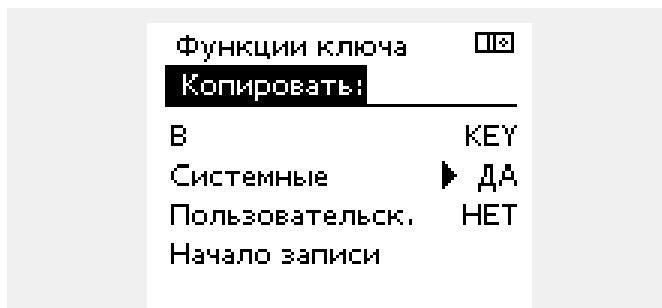 Функции ключа
Копировать:
В KEY
Системные ДА
Пользовательск. НЕТ
Начало записи